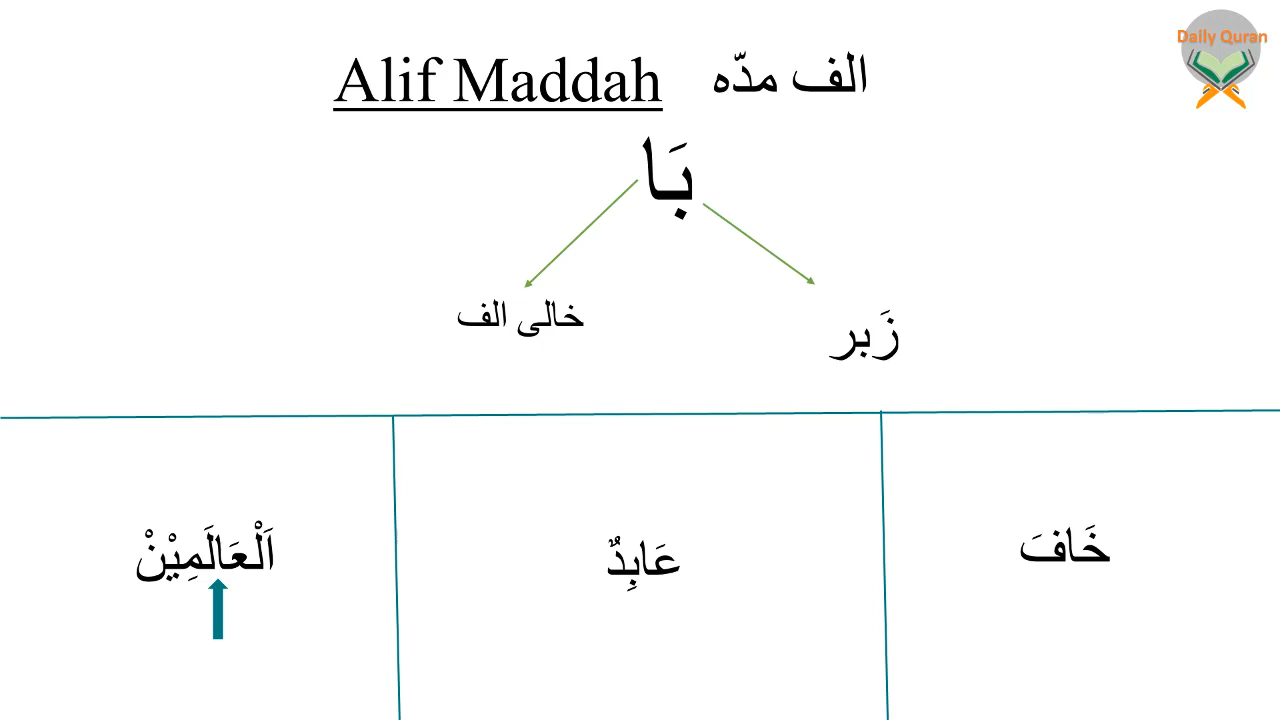 Daily Quran
Alif Maddah الف مدّه
بَا
زَبر
خالی الف
خَافَ
عَابِدٌ
اَلْعَالَمِيْنْ